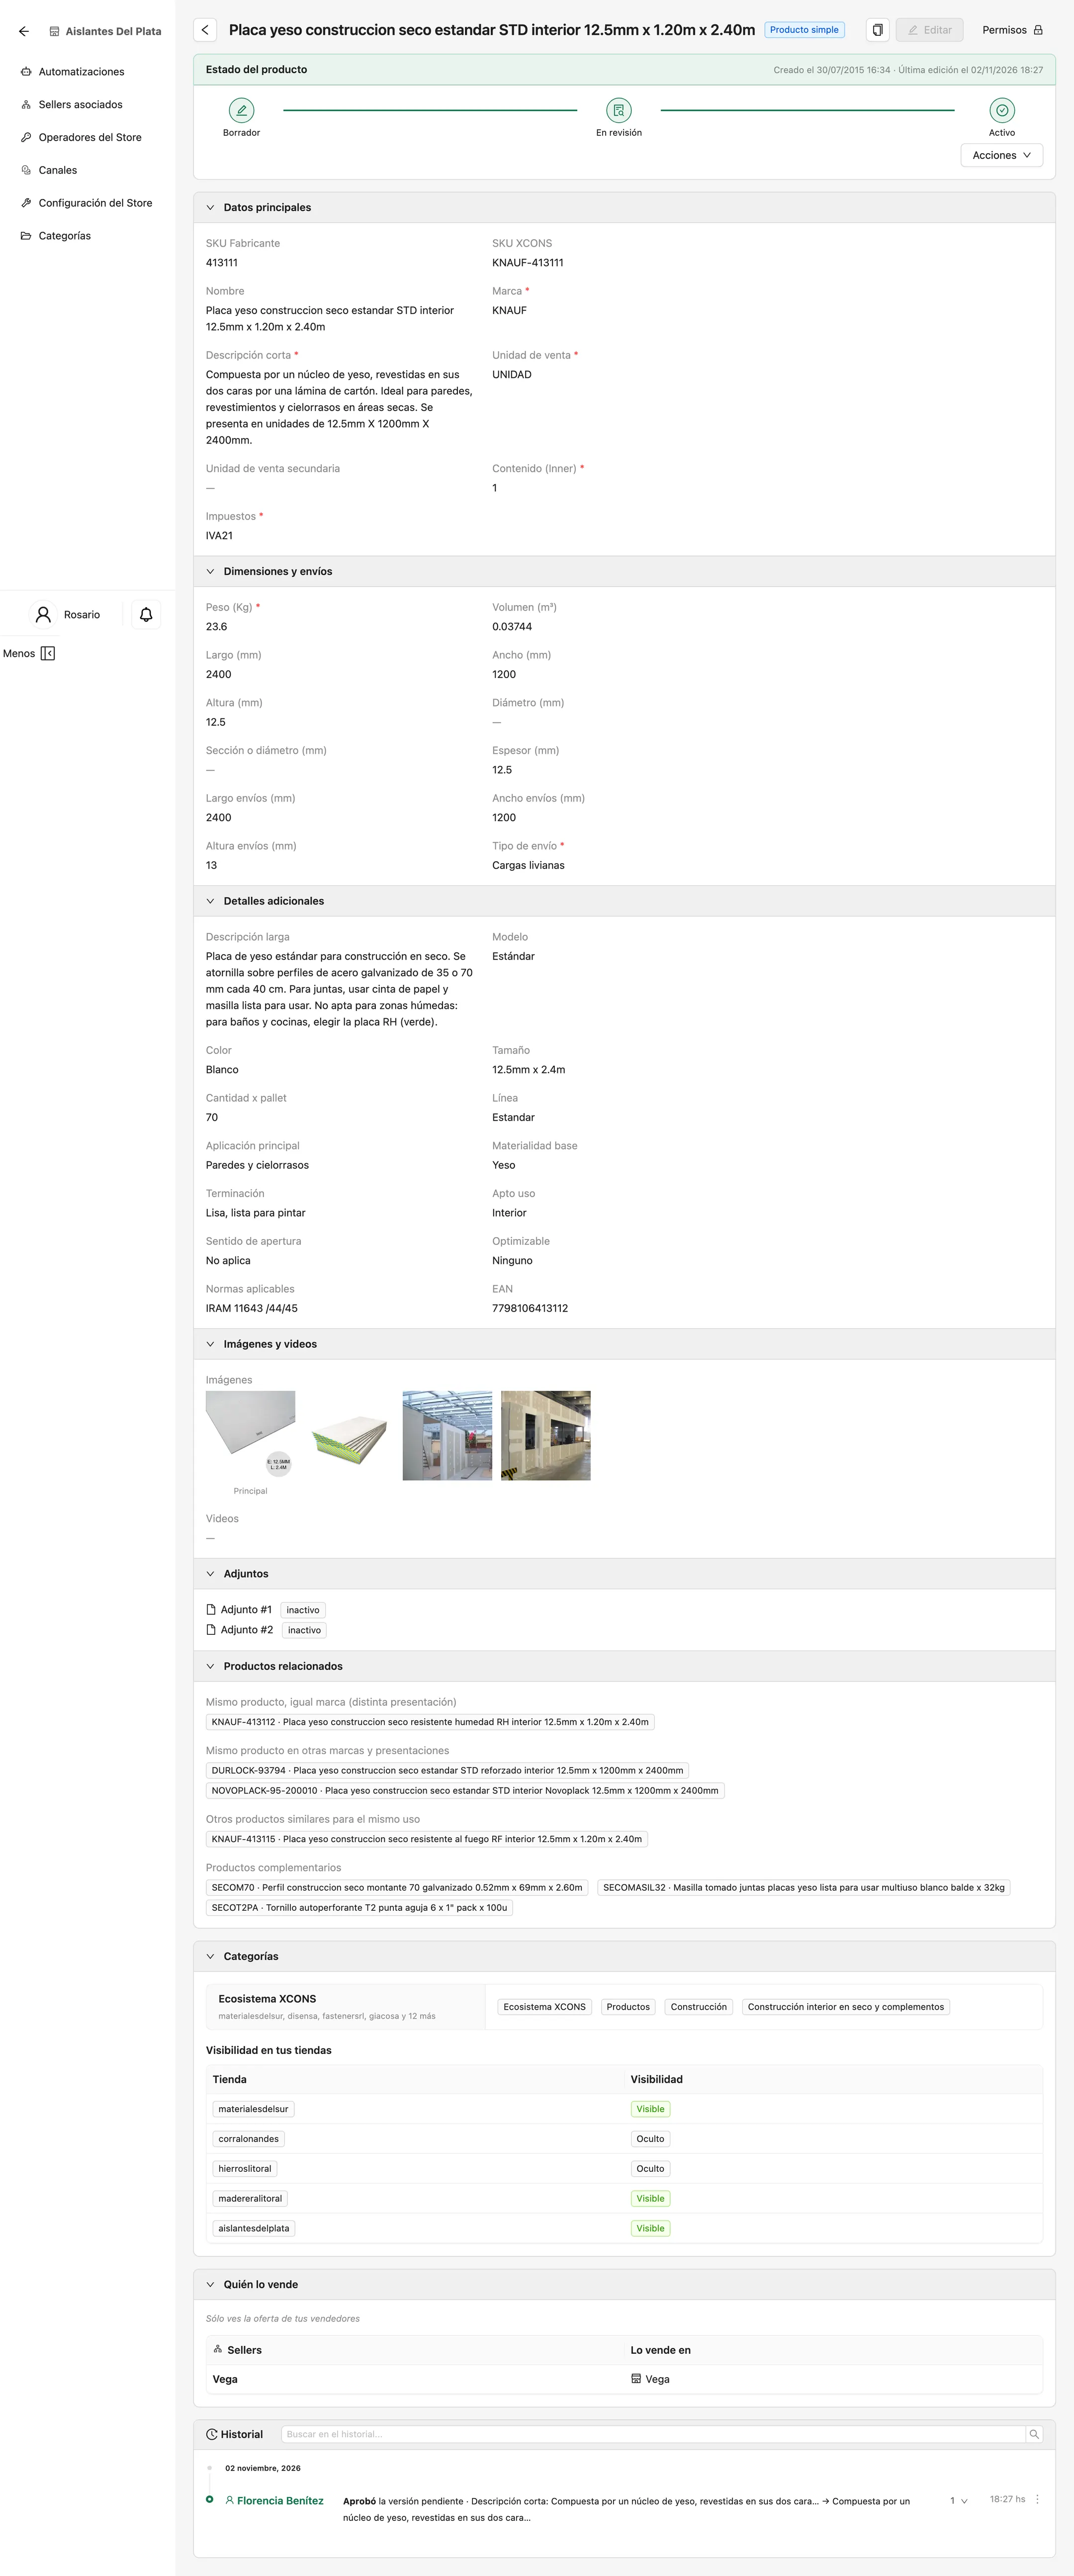 Aislantes Del Plata
Automatizaciones
Sellers asociados
Operadores del Store
Canales
Configuración del Store
Categorías
Rosario
Menos
Placa yeso construccion seco estandar STD interior 12.5mm x 1.20m x 2.40m
Producto simple
Editar
Permisos
Estado del producto
Creado el 30/07/2015 16:34 · Última edición el 02/11/2026 18:27
Borrador
En revisión
Activo
Acciones
Datos principales
SKU Fabricante
413111
SKU XCONS
KNAUF-413111
Nombre
Placa yeso construccion seco estandar STD interior
12.5mm x 1.20m x 2.40m
Marca *
KNAUF
Descripción corta *
Compuesta por un núcleo de yeso, revestidas en sus
dos caras por una lámina de cartón. Ideal para paredes,
revestimientos y cielorrasos en áreas secas. Se
presenta en unidades de 12.5mm X 1200mm X
2400mm.
Unidad de venta *
UNIDAD
Unidad de venta secundaria
—
Contenido (Inner) *
1
Impuestos *
IVA21
Dimensiones y envíos
Peso (Kg) *
23.6
Volumen (m³)
0.03744
Largo (mm)
2400
Ancho (mm)
1200
Altura (mm)
12.5
Diámetro (mm)
—
Sección o diámetro (mm)
—
Espesor (mm)
12.5
Largo envíos (mm)
2400
Ancho envíos (mm)
1200
Altura envíos (mm)
13
Tipo de envío *
Cargas livianas
Detalles adicionales
Descripción larga
Placa de yeso estándar para construcción en seco. Se
atornilla sobre perfiles de acero galvanizado de 35 o 70
mm cada 40 cm. Para juntas, usar cinta de papel y
masilla lista para usar. No apta para zonas húmedas:
para baños y cocinas, elegir la placa RH (verde).
Modelo
Estándar
Color
Blanco
Tamaño
12.5mm x 2.4m
Cantidad x pallet
70
Línea
Estandar
Aplicación principal
Paredes y cielorrasos
Materialidad base
Yeso
Terminación
Lisa, lista para pintar
Apto uso
Interior
Sentido de apertura
No aplica
Optimizable
Ninguno
Normas aplicables
IRAM 11643 /44/45
EAN
7798106413112
Imágenes y videos
Imágenes
E: 12.5MM
L: 2.4M
Principal
Videos
—
Adjuntos
Adjunto #1 inactivo
Adjunto #2 inactivo
Productos relacionados
Mismo producto, igual marca (distinta presentación)
KNAUF-413112 · Placa yeso construccion seco resistente humedad RH interior 12.5mm x 1.20m x 2.40m
Mismo producto en otras marcas y presentaciones
DURLOCK-93794 · Placa yeso construccion seco estandar STD reforzado interior 12.5mm x 1200mm x 2400mm
NOVOPLACK-95-200010 · Placa yeso construccion seco estandar STD interior Novoplack 12.5mm x 1200mm x 2400mm
Otros productos similares para el mismo uso
KNAUF-413115 · Placa yeso construccion seco resistente al fuego RF interior 12.5mm x 1.20m x 2.40m
Productos complementarios
SECOM70 · Perfil construccion seco montante 70 galvanizado 0.52mm x 69mm x 2.60m
SECOMASIL32 · Masilla tomado juntas placas yeso lista para usar multiuso blanco balde x 32kg
SECOT2PA · Tornillo autoperforante T2 punta aguja 6 x 1" pack x 100u
Categorías
Ecosistema XCONS
materialesdelsur, disensa, fastenersrl, giacosa y 12 más
Ecosistema XCONS
Productos
Construcción
Construcción interior en seco y complementos
Visibilidad en tus tiendas
Tienda
Visibilidad
materialesdelsur
Visible
corralonandes
Oculto
hierroslitoral
Oculto
madereralitoral
Visible
aislantesdelplata
Visible
Quién lo vende
Sólo ves la oferta de tus vendedores
Sellers
Lo vende en
Vega
Vega
Historial
Buscar en el historial...
02 noviembre, 2026
Florencia Benítez
Aprobó la versión pendiente · Descripción corta: Compuesta por un núcleo de yeso, revestidas en sus dos cara... → Compuesta por un
núcleo de yeso, revestidas en sus dos cara...
1
18:27 hs